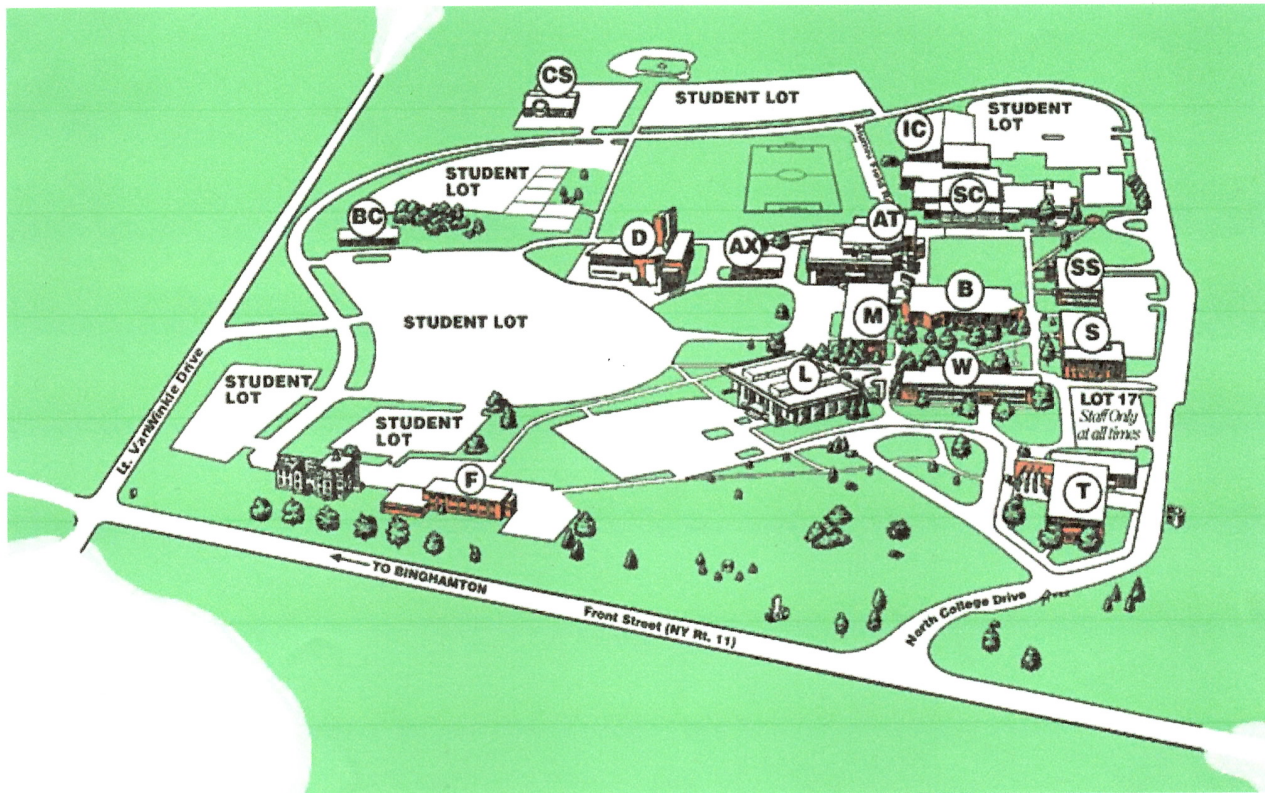 CS
STUDENT LOT
IC
STUDENT
LOT
STUDENT
LOT
SC
BC
D
AX
AT
SS
B
M
S
STUDENT LOT
L
W
Lt. VanWinkle Drive
STUDENT
LOT
LOT 17
Staff Only
at all times
STUDENT
LOT
F
T
TO BINGHAMTON
Front Street (NY Rt. 11)
North College Drive